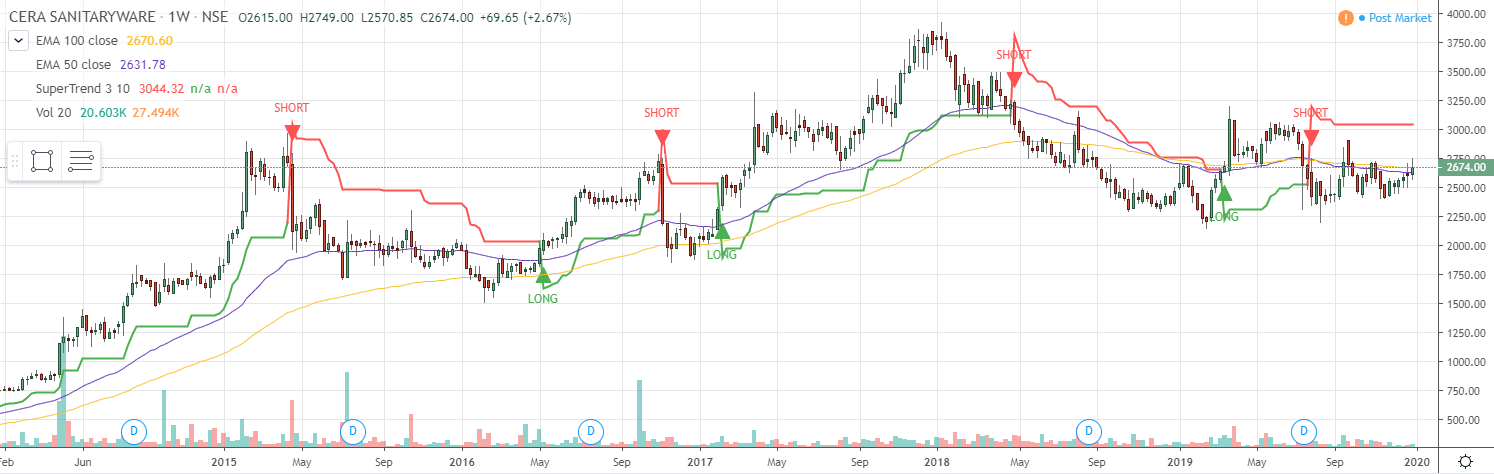 CERA SANITARYWARE · 1W · NSE O2615.00 H2749.00 L2570.85 C2674.00 +69.65 (+2.67%)
Post Market
EMA 100 close 2670.60
EMA 50 close 2631.78
SuperTrend 3 10 3044.32 n/a n/a
Vol 20 20.603K 27.494K
SHORT
SHORT
SHORT
SHORT
LONG
LONG
LONG
4000.00
3750.00
3500.00
3250.00
3000.00
2750.00
2674.00
2500.00
2250.00
2000.00
1750.00
1500.00
1250.00
1000.00
750.00
500.00
D D D D D
Feb Jun 2015 May Sep 2016 May Sep 2017 May Sep 2018 May Sep 2019 May Sep 2020